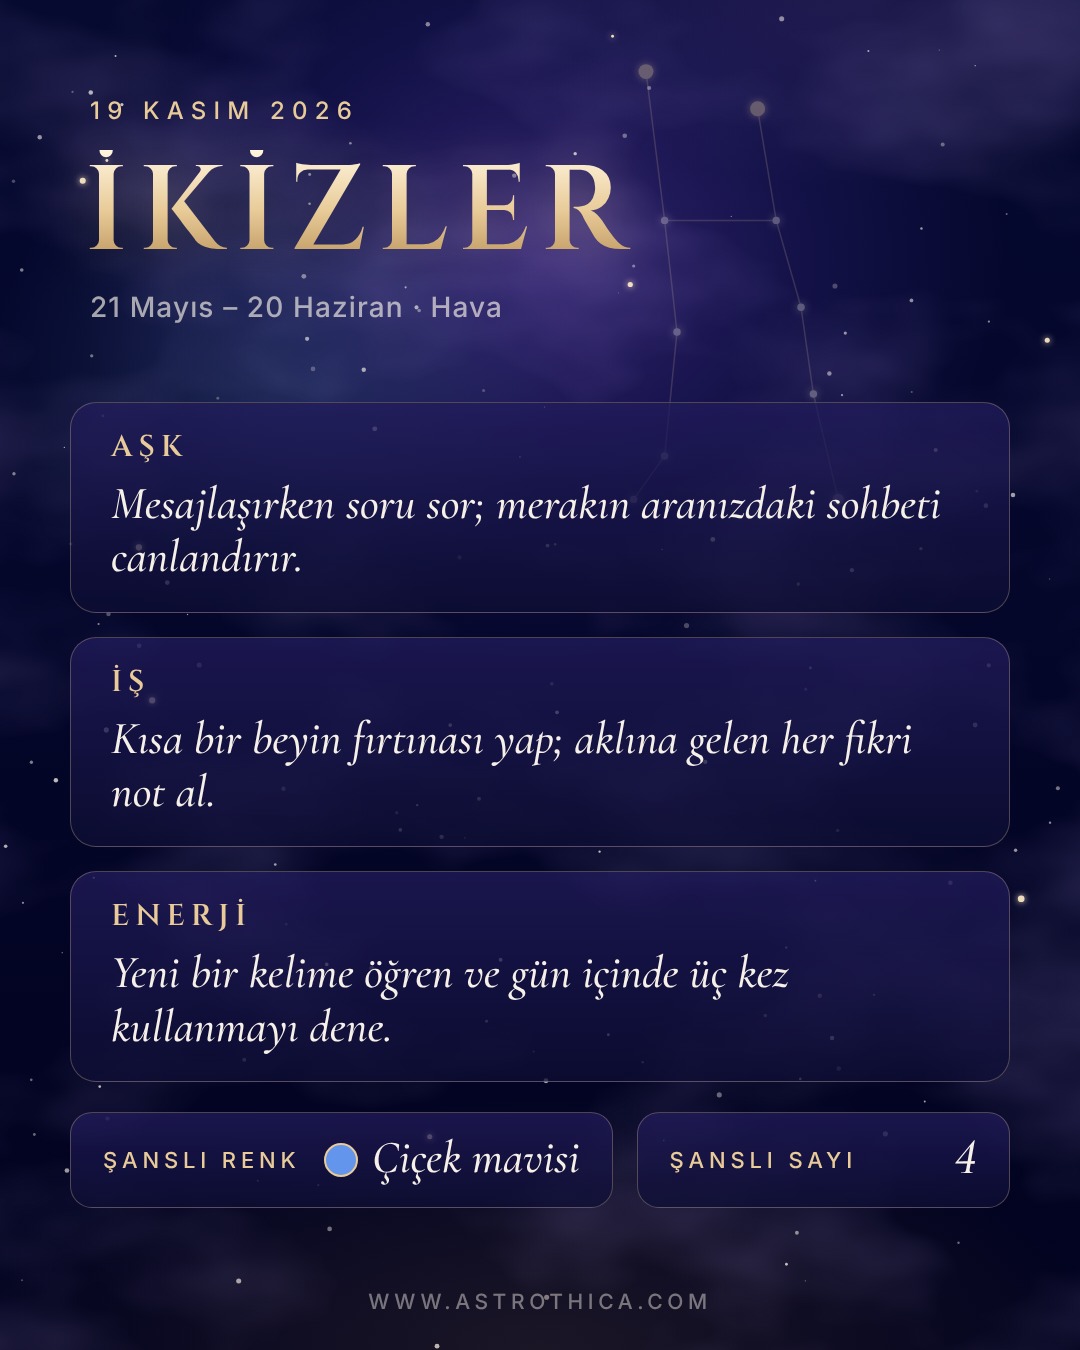 19 KASIM 2026
İKİZLER
21 Mayıs – 20 Haziran · Hava
AŞK
Mesajlaşırken soru sor; merakın aranızdaki sohbeti
canlandırır.
İŞ
Kısa bir beyin fırtınası yap; aklına gelen her fikri
not al.
ENERJİ
Yeni bir kelime öğren ve gün içinde üç kez
kullanmayı dene.
ŞANSLI RENK Çiçek mavisi
ŞANSLI SAYI 4
WWW.ASTROTHICA.COM